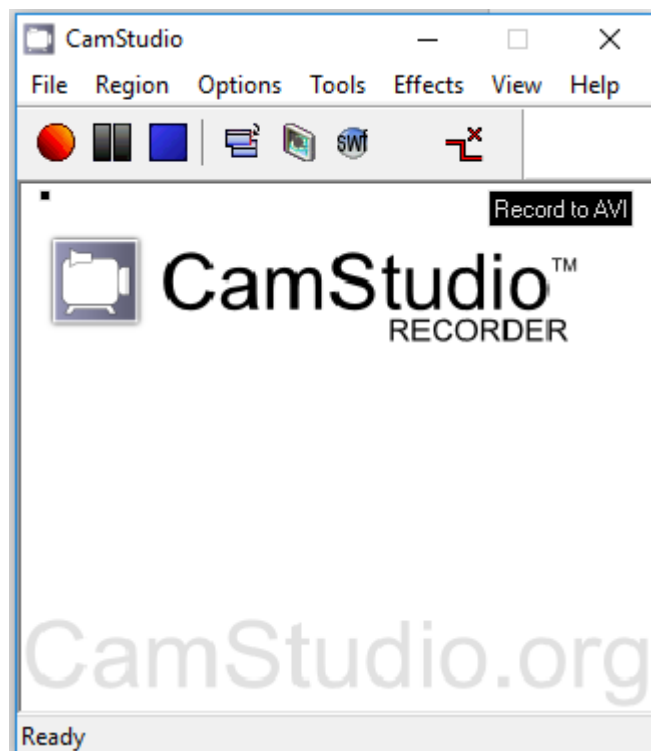 CamStudio
File Region Options Tools Effects View Help
swf
Record to AVI
CamStudio™
RECORDER
CamStudio.org
Ready